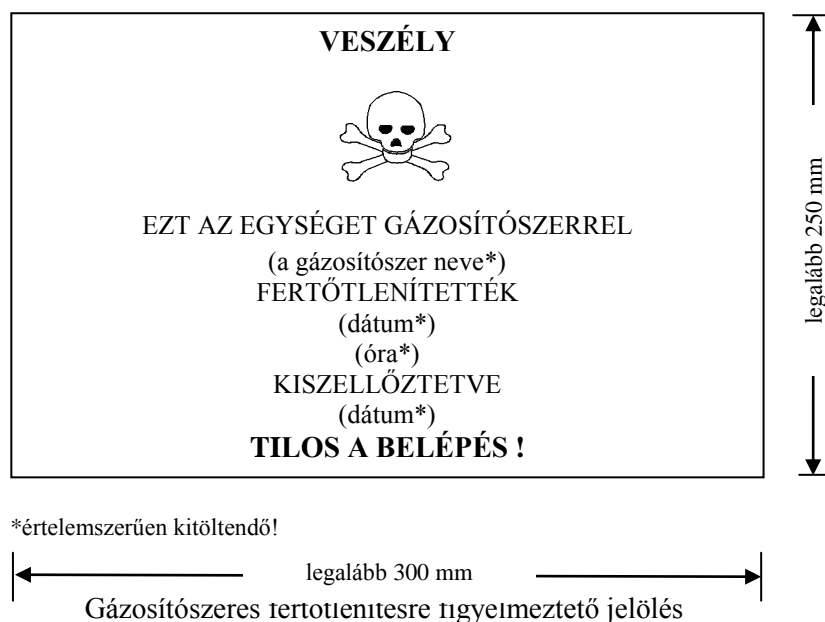 VESZÉLY
EZT AZ EGYSÉGET GÁZOSÍTÓSZERREL
(a gázosítószer neve*)
FERTŐTLENÍTETTÉK
(dátum*)
(óra*)
KISZELLŐZTETVE
(dátum*)
TILOS A BELÉPÉS !
legalább 250 mm
*értelemszerűen kitöltendő!
legalább 300 mm
Gázosítószeres fertőtlenítésre figyelmeztető jelölés